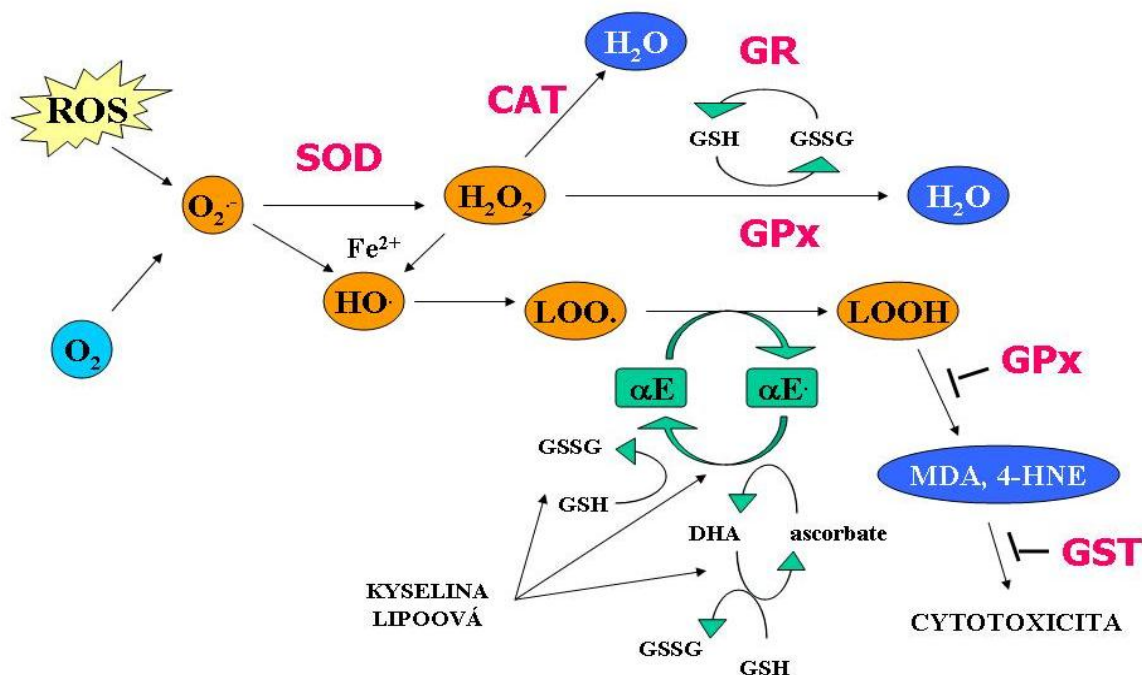 H₂O
GR
CAT
ROS
GSH
GSSG
SOD
O₂·⁻
H₂O₂
H₂O
GPx
Fe²⁺
HO·
LOO.
LOOH
O₂
GPx
αE
αE·
GSSG
GSH
MDA, 4-HNE
DHA
ascorbate
GST
KYSELINA
LIPOOVÁ
CYTOTOXICITA
GSSG
GSH